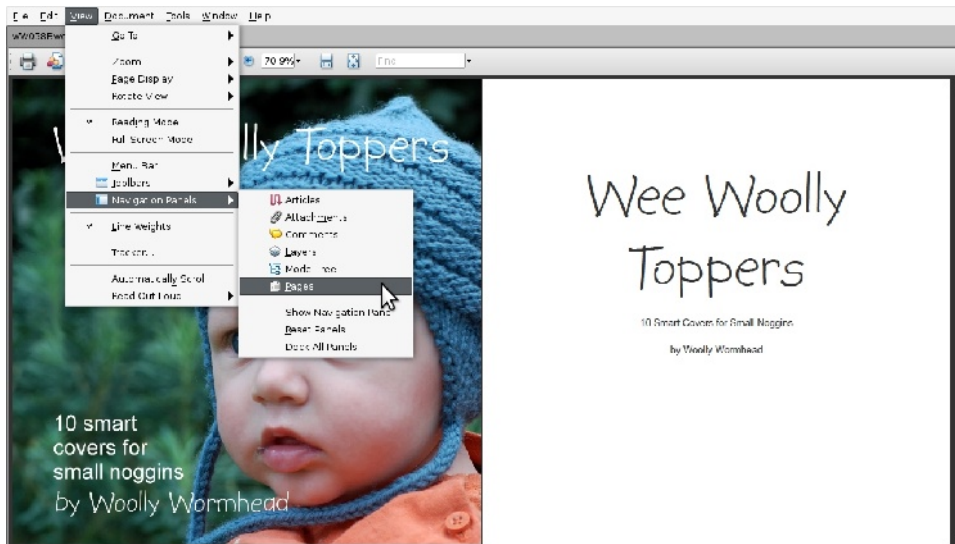 File Edit View Document Tools Window Help
Go To
70.9%
Find
Zoom
Page Display
Rotate View
Reading Mode
Full Screen Mode
Menu Bar
Toolbars
Navigation Panels
Line Weights
Tracker...
Automatically Scroll
Read Out Loud
Articles
Attachments
Comments
Layers
Model Tree
Pages
Show Navigation Pane
Reset Panels
Dock All Panels
lly Toppers
10 smart
covers for
small noggins
by Woolly Wormhead
Wee Woolly
Toppers
10 Smart Covers for Small Noggins
by Woolly Wormhead